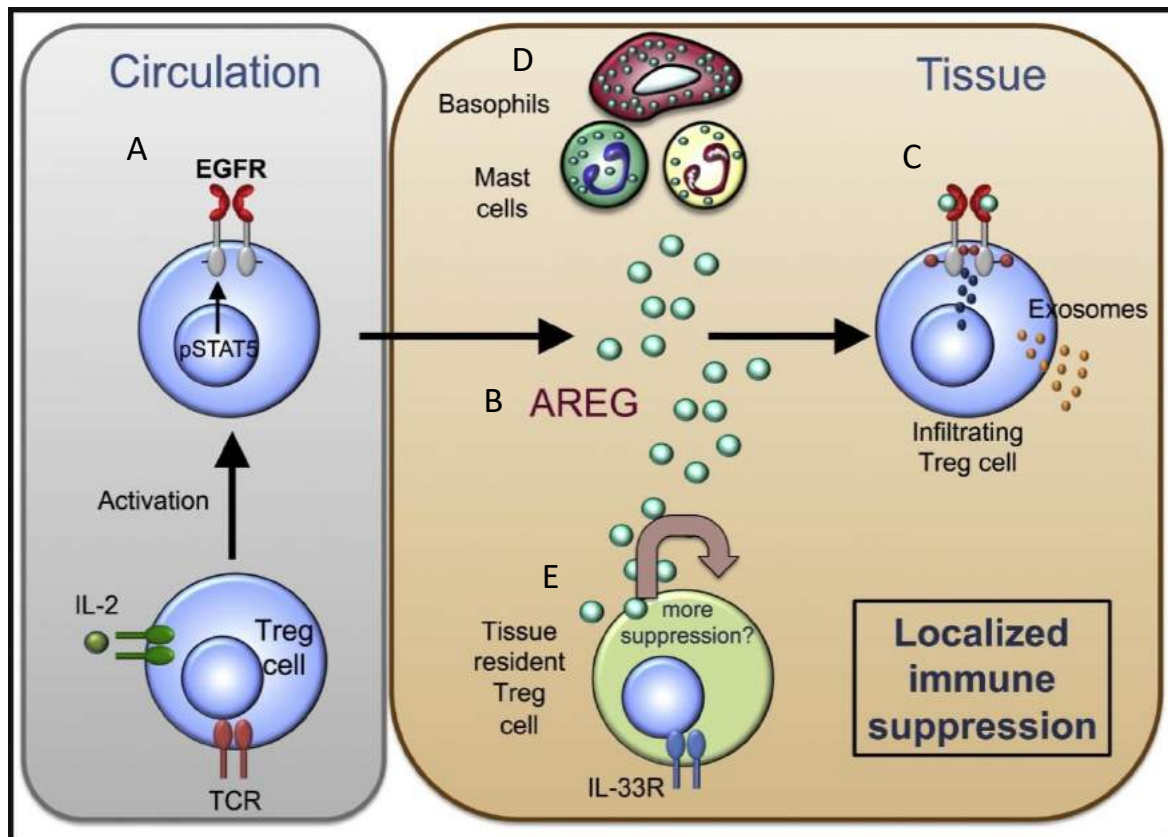 Circulation
A
EGFR
pSTAT5
Activation
IL-2
Treg
cell
TCR
Tissue
D
Basophils
Mast
cells
B
AREG
C
Exosomes
Infiltrating
Treg cell
E
more
suppression?
Tissue
resident
Treg
cell
IL-33R
Localized
immune
suppression